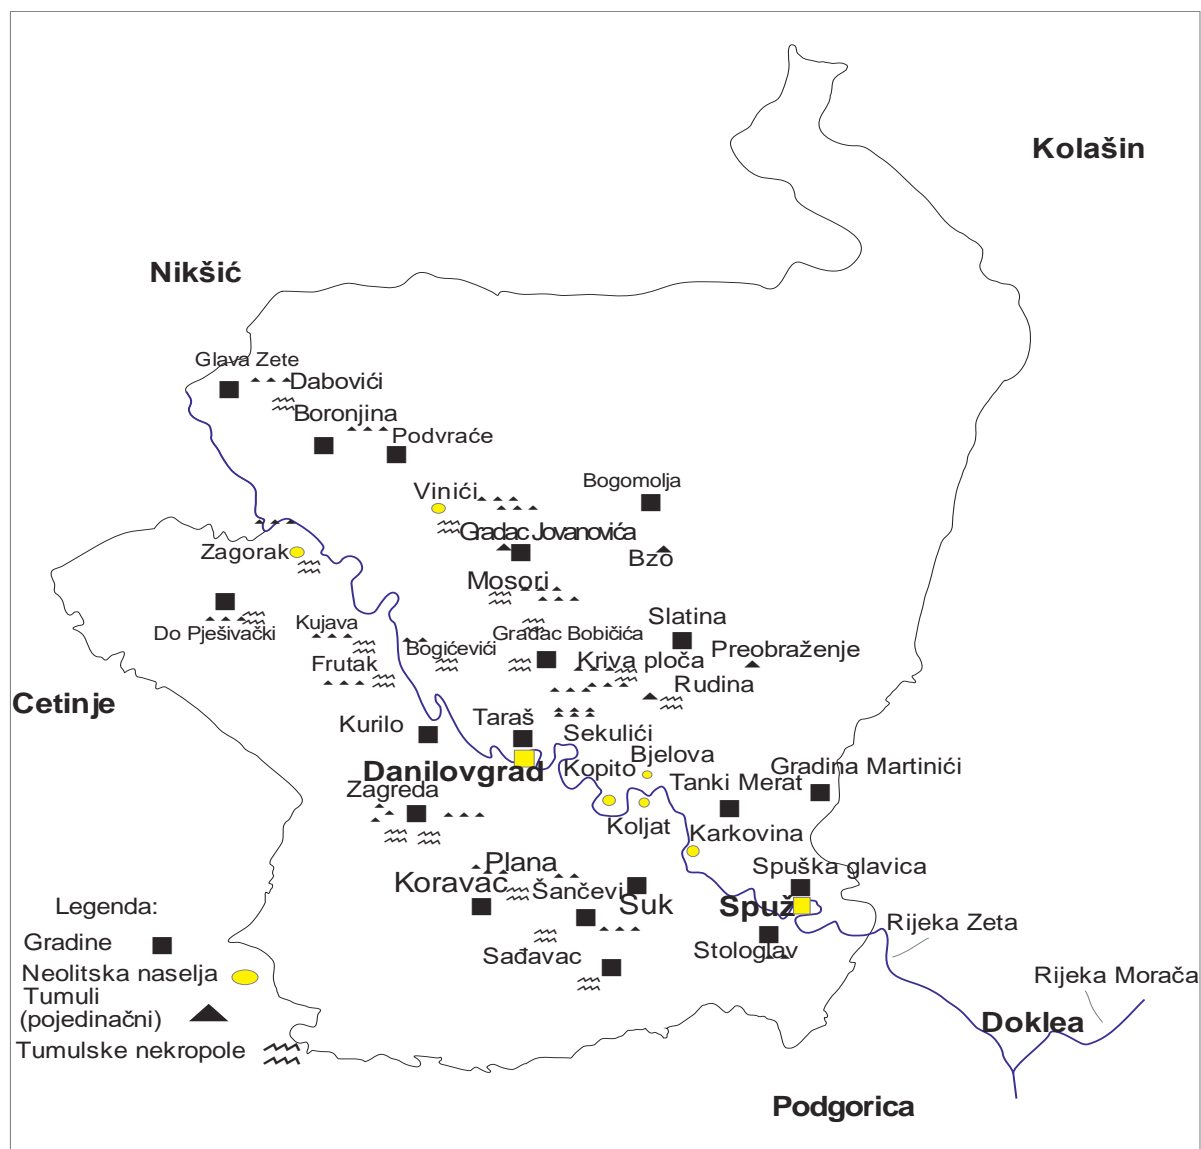 Kolašin
Nikšić
Glava Zete
Dabovići
Boronjina
Podvraće
Vinići
Bogomolja
Gradac Jovanovića
Zagorak
Bzo
Mosori
Slatina
Do Pješivački
Kujava
Bogićevići
Gradac Bobičića
Preobraženje
Frutak
Kriva ploča
Rudina
Cetinje
Kurilo
Taraš
Sekulići
Bjelova
Danilovgrad
Kopito
Tanki Merat
Gradina Martinići
Zagreda
Koljat
Karkovina
Plana
Spuška glavica
Koravac
Šančevi
Suk
Spuž
Legenda:
Rijeka Zeta
Gradine
Sađavac
Stologlav
Neolitska naselja
Rijeka Morača
Tumuli
(pojedinačni)
Doklea
Tumulske nekropole
Podgorica